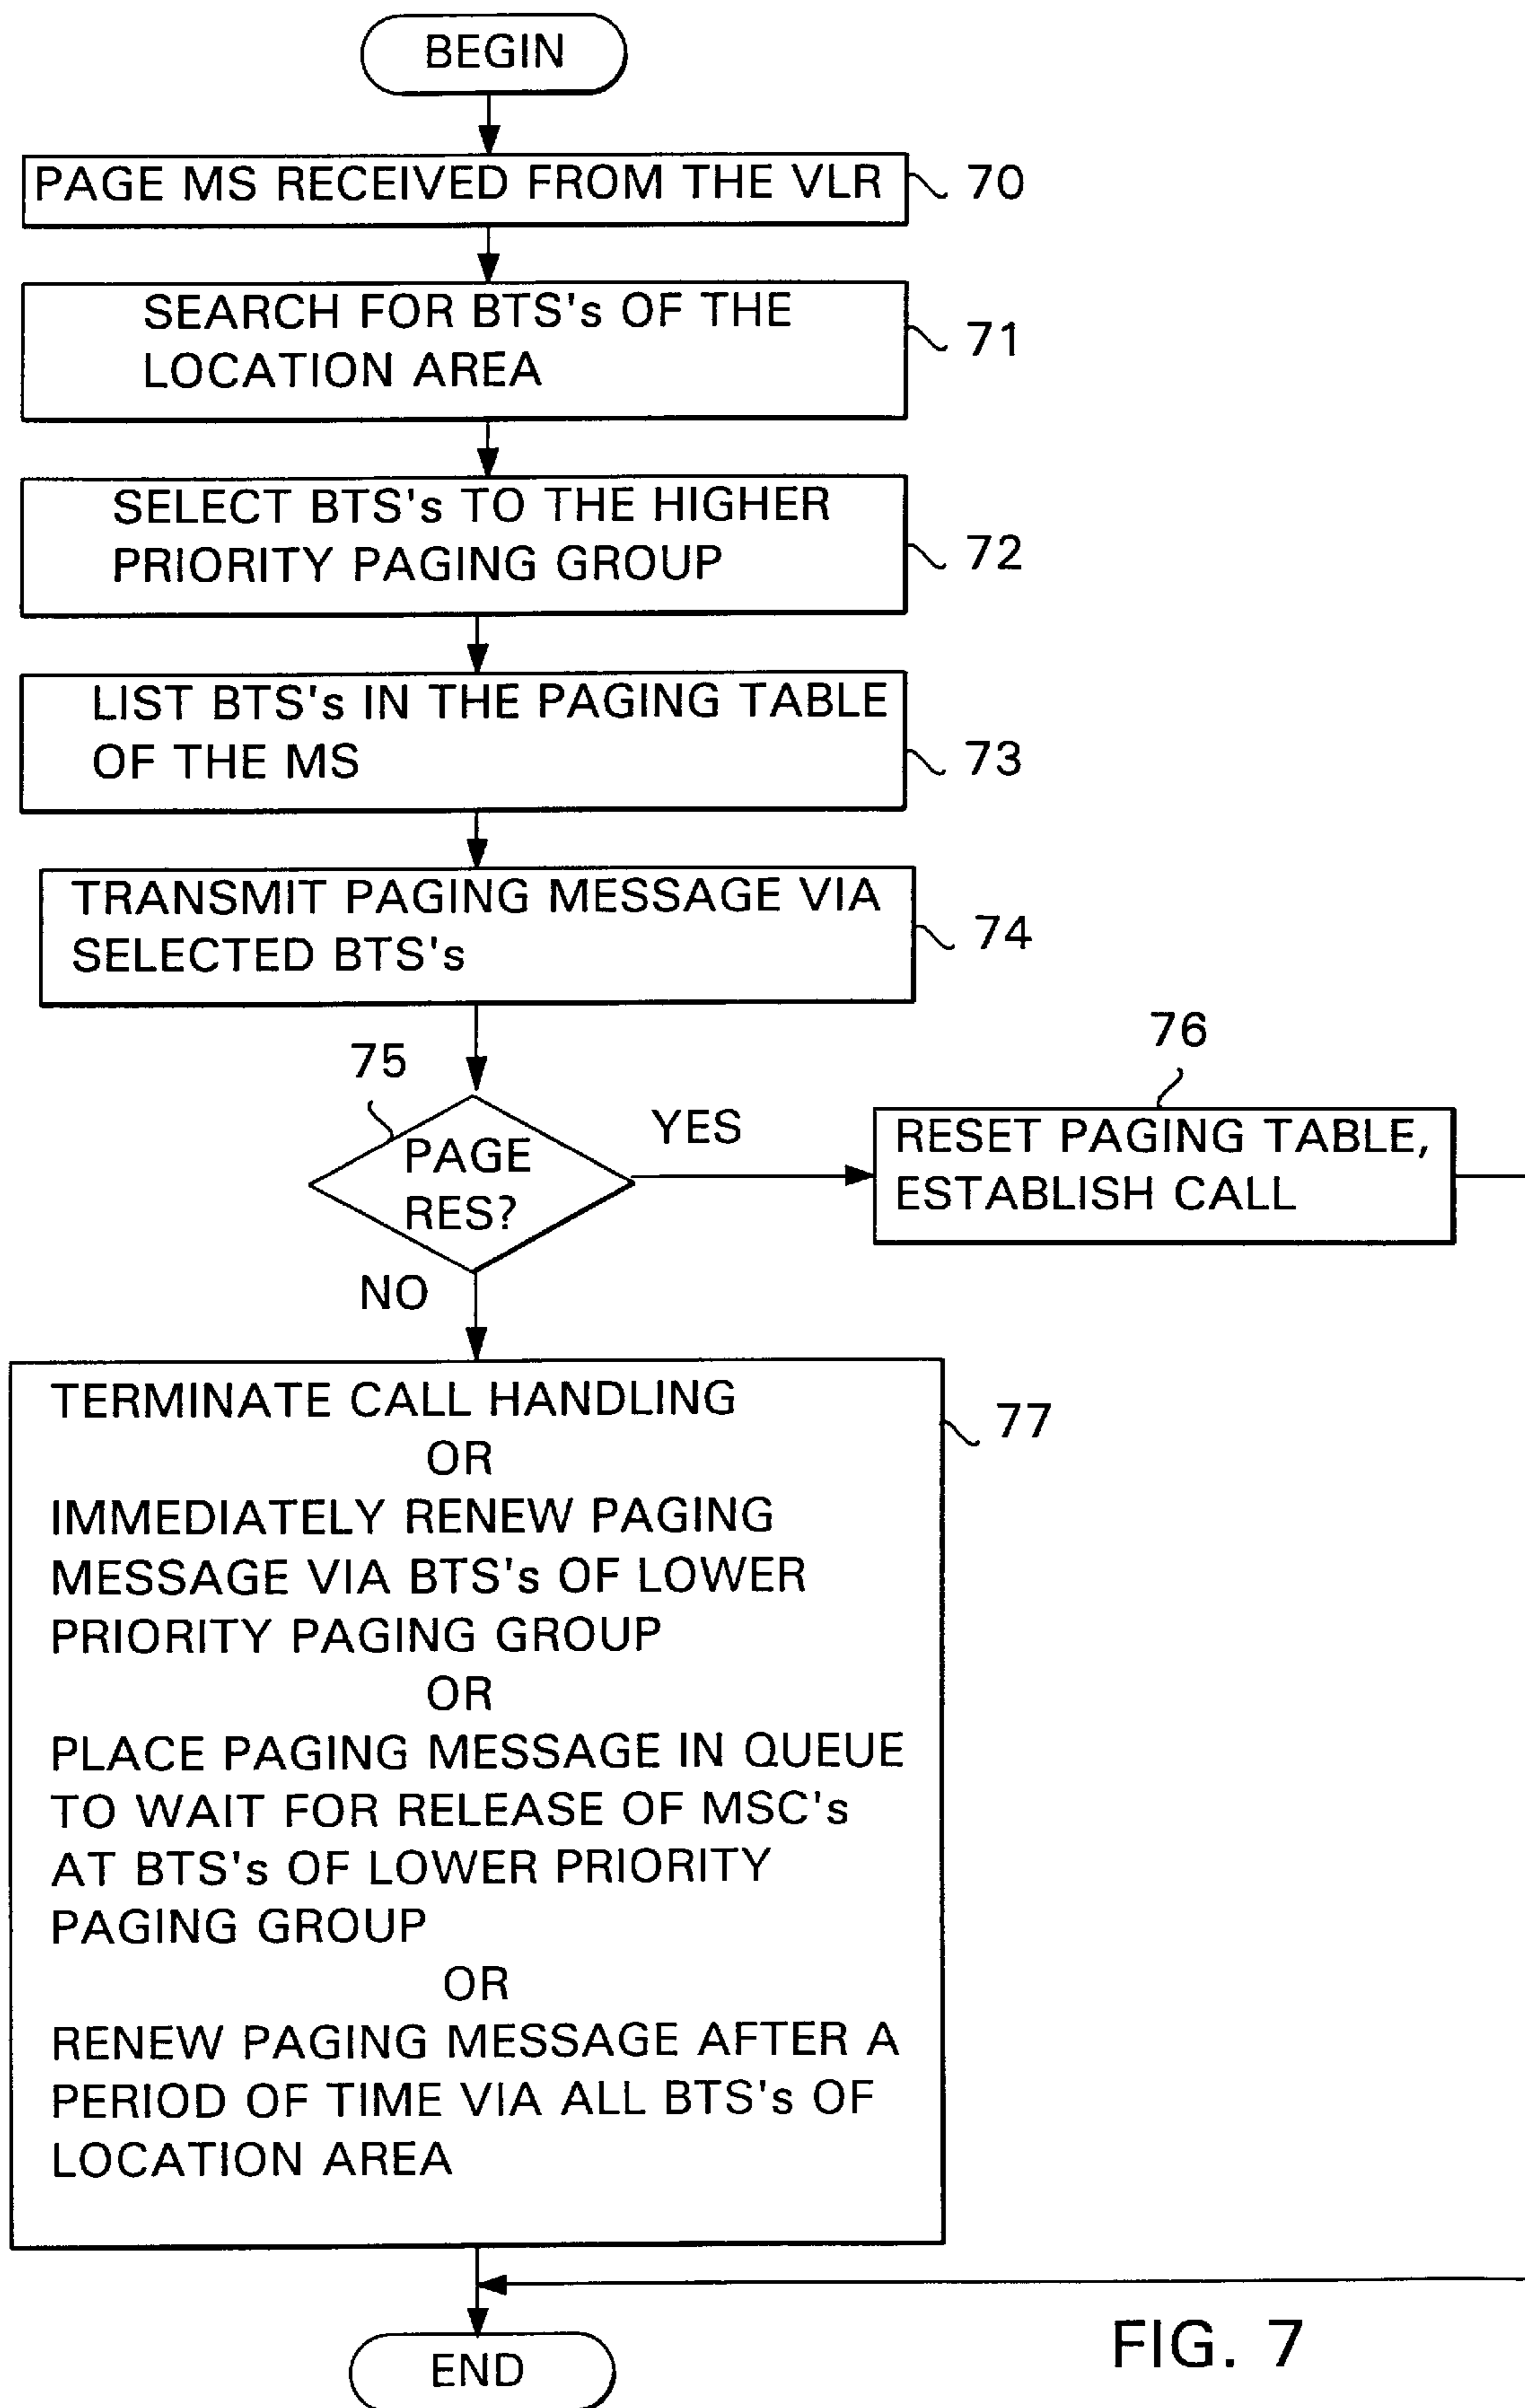 BEGIN
PAGE MS RECEIVED FROM THE VLR
70
SEARCH FOR BTS's OF THE
LOCATION AREA
71
SELECT BTS's TO THE HIGHER
PRIORITY PAGING GROUP
72
LIST BTS's IN THE PAGING TABLE
OF THE MS
73
TRANSMIT PAGING MESSAGE VIA
SELECTED BTS's
74
75
PAGE
RES?
YES
76
RESET PAGING TABLE,
ESTABLISH CALL
NO
TERMINATE CALL HANDLING
OR
IMMEDIATELY RENEW PAGING
MESSAGE VIA BTS's OF LOWER
PRIORITY PAGING GROUP
OR
PLACE PAGING MESSAGE IN QUEUE
TO WAIT FOR RELEASE OF MSC's
AT BTS's OF LOWER PRIORITY
PAGING GROUP
OR
RENEW PAGING MESSAGE AFTER A
PERIOD OF TIME VIA ALL BTS's OF
LOCATION AREA
77
END
FIG. 7